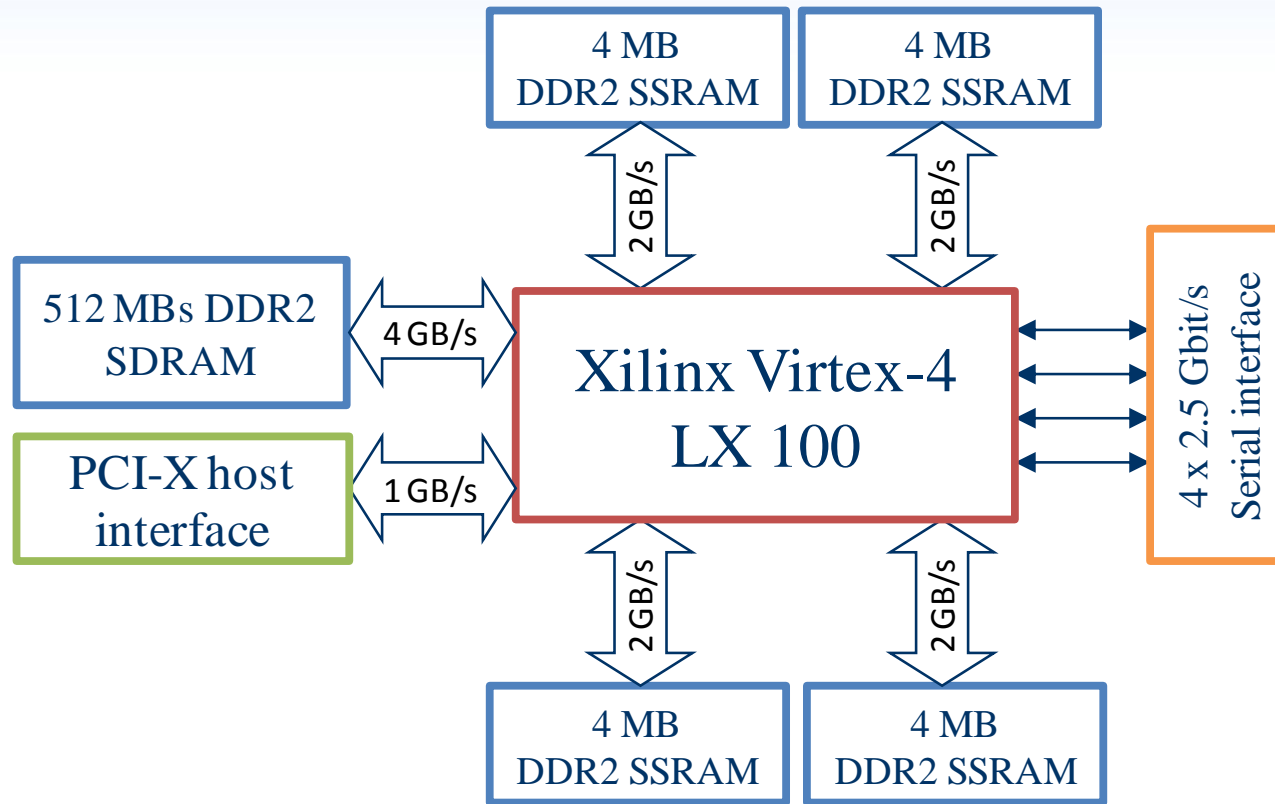 4 MB
DDR2 SSRAM
4 MB
DDR2 SSRAM
2 GB/s
2 GB/s
512 MBs DDR2
SDRAM
4 GB/s
Xilinx Virtex-4
LX 100
4 x 2.5 Gbit/s
Serial interface
PCI-X host
interface
1 GB/s
2 GB/s
2 GB/s
4 MB
DDR2 SSRAM
4 MB
DDR2 SSRAM